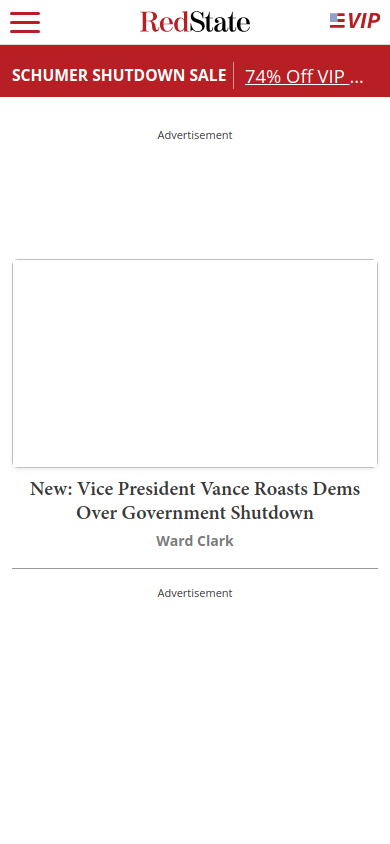 RedState
VIP
SCHUMER SHUTDOWN SALE
74% Off VIP ...
Advertisement
New: Vice President Vance Roasts Dems
Over Government Shutdown
Ward Clark
Advertisement